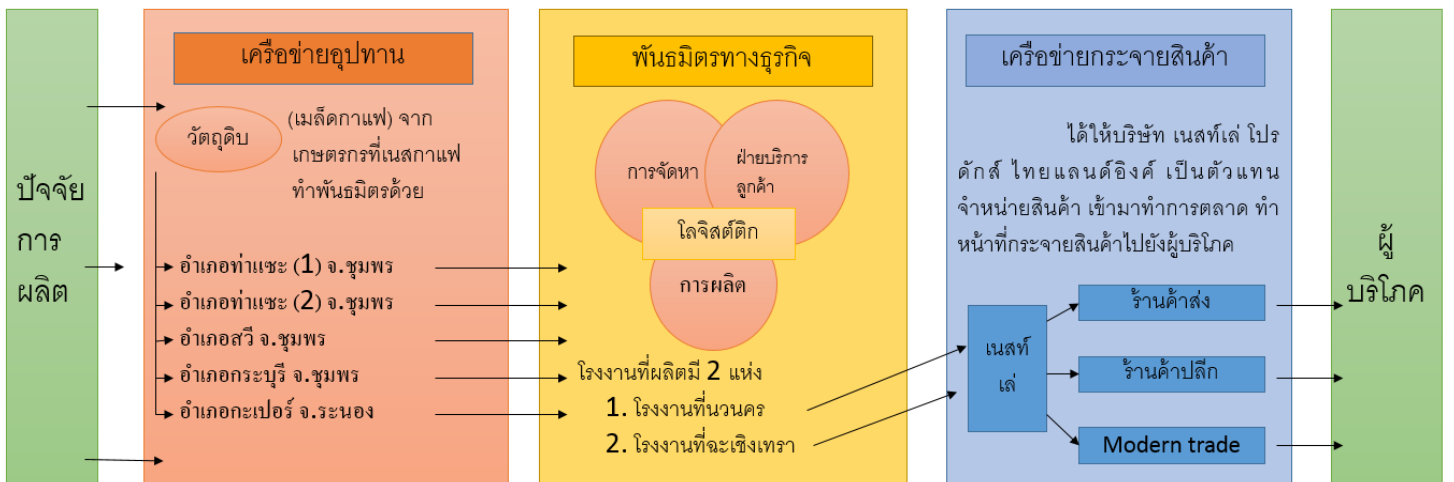 ปัจจัย
การ
ผลิต
เครือข่ายอุปทาน
วัตถุดิบ
(เมล็ดกาแฟ) จาก
เกษตรกรที่เนสกาแฟ
ทำพันธมิตรด้วย
อำเภอท่าแซะ (1) จ.ชุมพร
อำเภอท่าแซะ (2) จ.ชุมพร
อำเภอสวี จ.ชุมพร
อำเภอกระบุรี จ.ชุมพร
อำเภอกะเปอร์ จ.ระนอง
พันธมิตรทางธุรกิจ
การจัดหา
ฝ่ายบริการ
ลูกค้า
โลจิสต์ติก
การผลิต
โรงงานที่ผลิตมี 2 แห่ง
1. โรงงานที่นวนคร
2. โรงงานที่ฉะเชิงเทรา
เครือข่ายกระจายสินค้า
ได้ให้บริษัท เนสท์เล่ โปร
ดักส์ ไทยแลนด์อิงค์ เป็นตัวแทน
จำหน่ายสินค้า เข้ามาทำการตลาด ทำ
หน้าที่กระจายสินค้าไปยังผู้บริโภค
เนสท์
เล่
ร้านค้าส่ง
ร้านค้าปลีก
Modern trade
ผู้
บริโภค